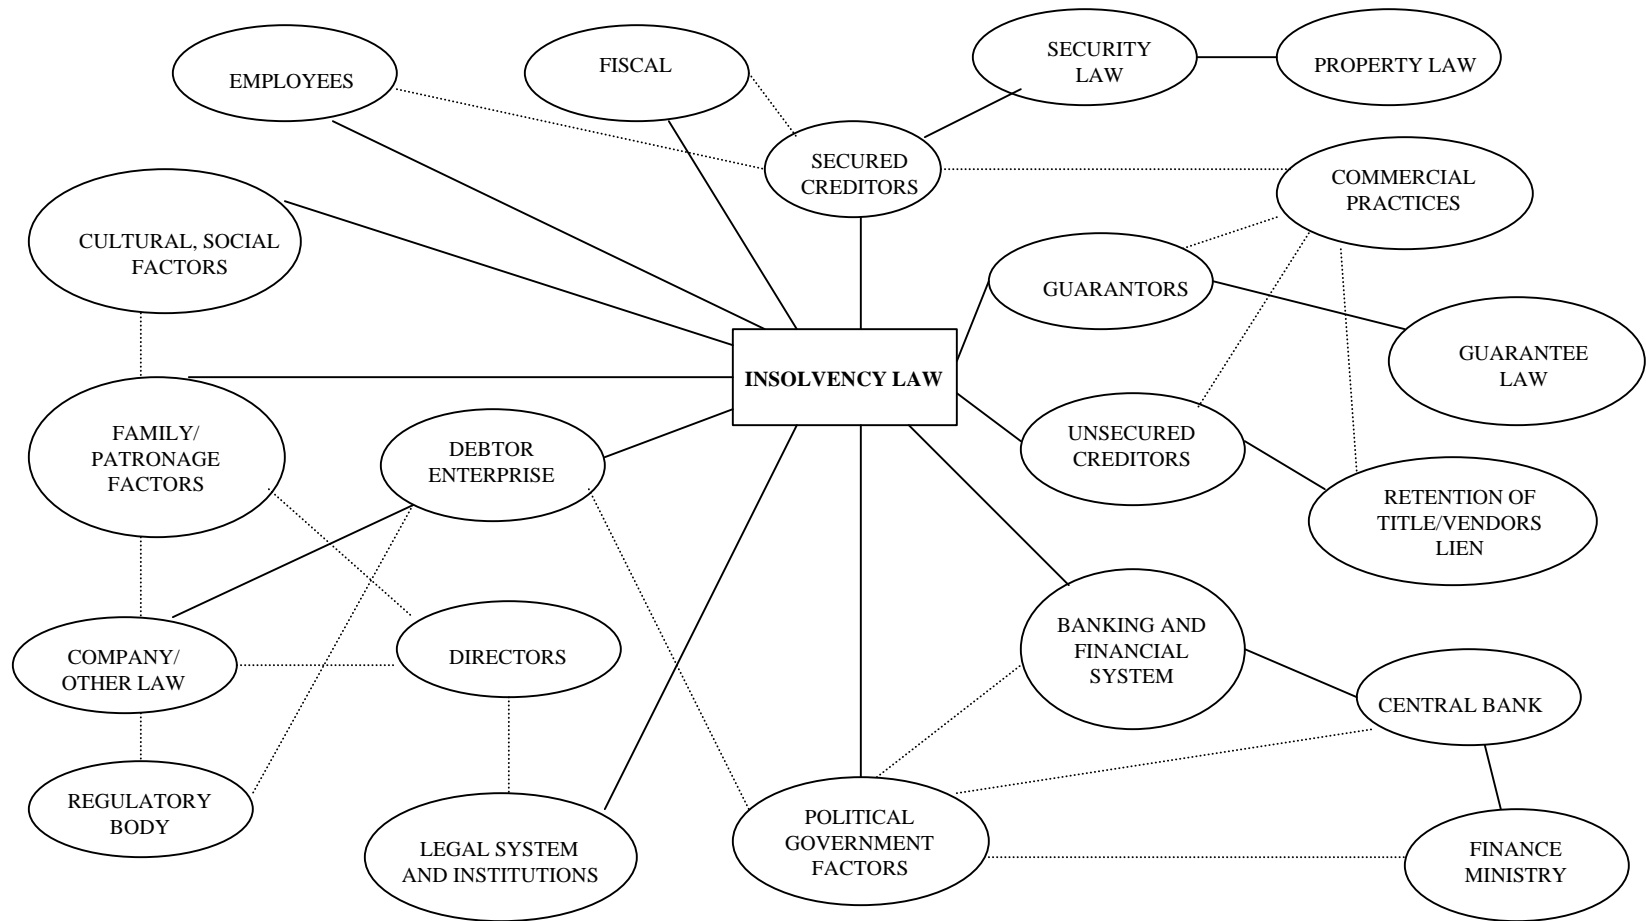 EMPLOYEES
FISCAL
SECURITY
LAW
PROPERTY LAW
SECURED
CREDITORS
COMMERCIAL
PRACTICES
CULTURAL, SOCIAL
FACTORS
GUARANTORS
GUARANTEE
LAW
INSOLVENCY LAW
FAMILY/
PATRONAGE
FACTORS
DEBTOR
ENTERPRISE
UNSECURED
CREDITORS
RETENTION OF
TITLE/VENDORS
LIEN
COMPANY/
OTHER LAW
DIRECTORS
BANKING AND
FINANCIAL
SYSTEM
CENTRAL BANK
REGULATORY
BODY
LEGAL SYSTEM
AND INSTITUTIONS
POLITICAL
GOVERNMENT
FACTORS
FINANCE
MINISTRY